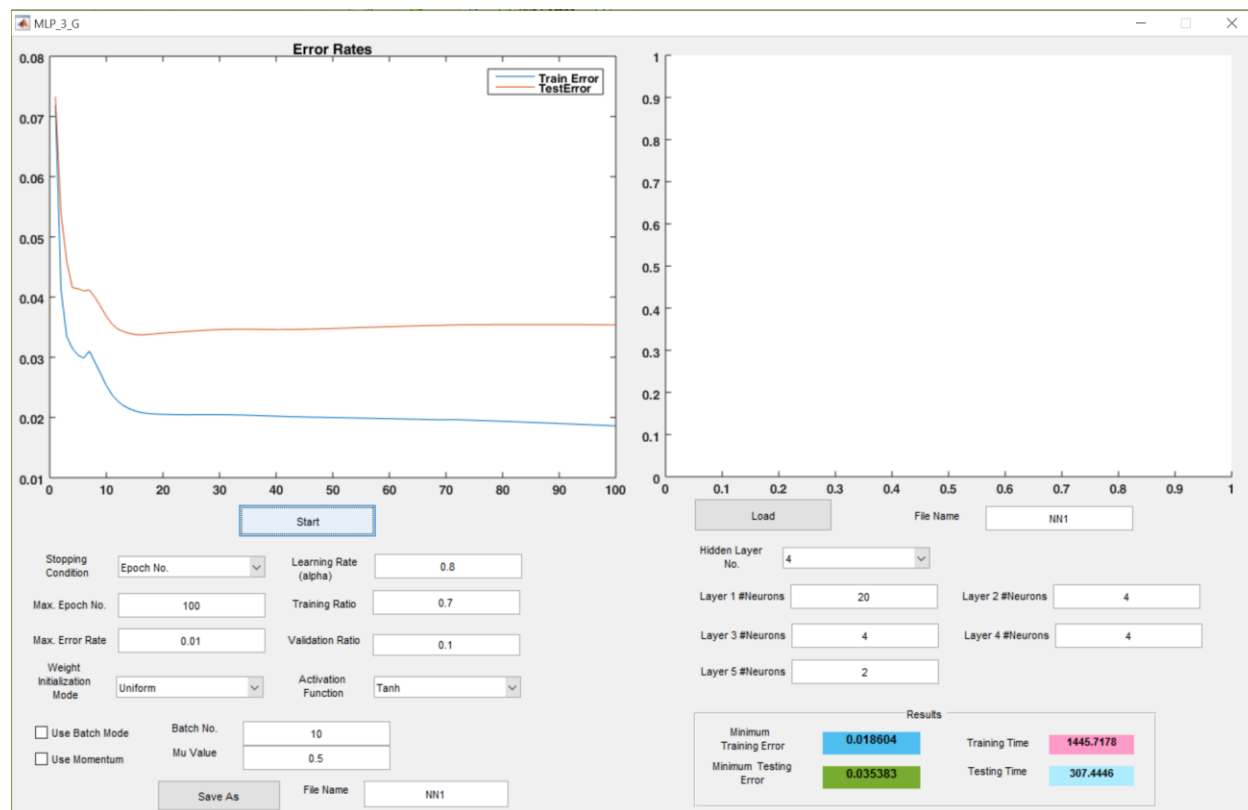 MLP_3_G
Error Rates
0.08
0.07
0.06
0.05
0.04
0.03
0.02
0.01
0 10 20 30 40 50 60 70 80 90 100
Train Error
TestError
1
0.9
0.8
0.7
0.6
0.5
0.4
0.3
0.2
0.1
0
0 0.1 0.2 0.3 0.4 0.5 0.6 0.7 0.8 0.9 1
Start
Stopping
Condition
Epoch No.
Learning Rate
(alpha)
0.8
Max. Epoch No.
100
Training Ratio
0.7
Max. Error Rate
0.01
Validation Ratio
0.1
Weight
Initialization
Mode
Uniform
Activation
Function
Tanh
Use Batch Mode
Batch No.
10
Use Momentum
Mu Value
0.5
Save As
File Name
NN1
Load
File Name
NN1
Hidden Layer
No.
4
Layer 1 #Neurons
20
Layer 2 #Neurons
4
Layer 3 #Neurons
4
Layer 4 #Neurons
4
Layer 5 #Neurons
2
Results
Minimum
Training Error
0.018604
Training Time
1445.7178
Minimum Testing
Error
0.035383
Testing Time
307.4446